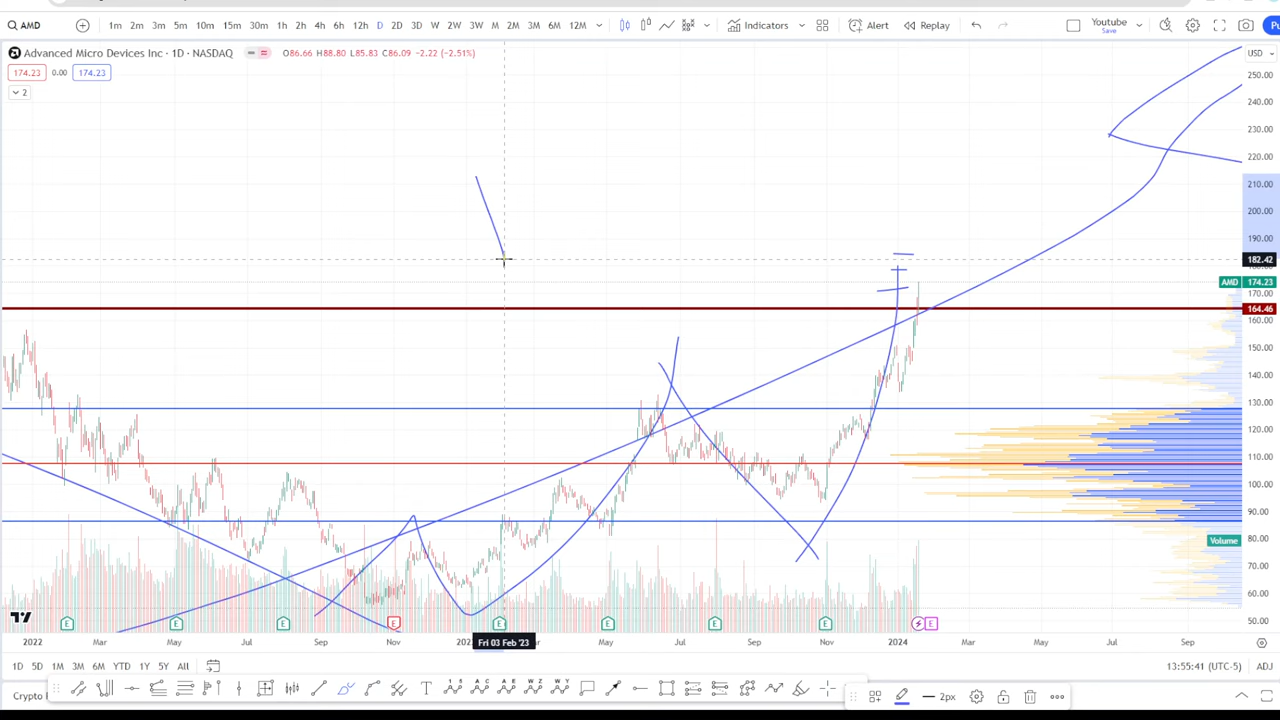 AMD 1m 2m 3m 5m 10m 15m 30m 1h 2h 4h 6h 12h D 2D 3D W 2W 3W M 2M 3M 6M 12M Indicators Alert Replay Youtube Save
Advanced Micro Devices Inc · 1D · NASDAQ O86.66 H88.80 L85.83 C86.09 -2.22 (-2.51%) USD
174.23 0.00 174.23
2
250.00
240.00
230.00
220.00
210.00
200.00
190.00
182.42
AMD 174.23
170.00
164.46
160.00
150.00
140.00
130.00
120.00
110.00
100.00
90.00
Volume
80.00
70.00
60.00
50.00
E E E E E E E E E
2022 Mar May Jul Sep Nov Fri 03 Feb '23 May Jul Sep Nov 2024 Mar May Jul Sep
1D 5D 1M 3M 6M YTD 1Y 5Y All 13:55:41 (UTC-5) ADJ
Crypto 2px